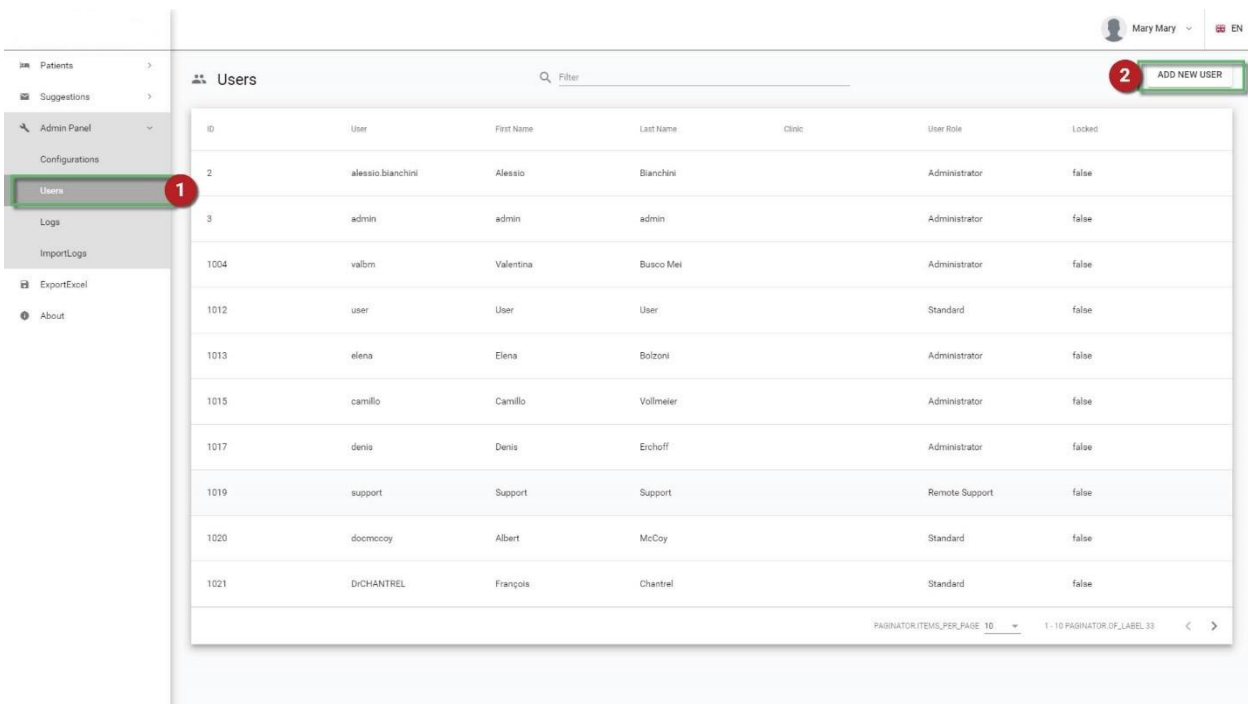 Mary Mary EN
Patients
Suggestions
Admin Panel
Configurations
Users
Logs
ImportLogs
ExportExcel
About
1
Users Filter 2 ADD NEW USER
ID User First Name Last Name Clinic User Role Locked
2 alessio.bianchini Alessio Bianchini Administrator false
3 admin admin admin Administrator false
1004 valbm Valentina Busco Mei Administrator false
1012 user User User Standard false
1013 elena Elena Bolzoni Administrator false
1015 camillo Camillo Vollmeier Administrator false
1017 denis Denis Erchoff Administrator false
1019 support Support Support Remote Support false
1020 docmccoy Albert McCoy Standard false
1021 DrCHANTREL François Chantrel Standard false
PAGINATOR.ITEMS_PER_PAGE 10 1 - 10 PAGINATOR.OF_LABEL 33